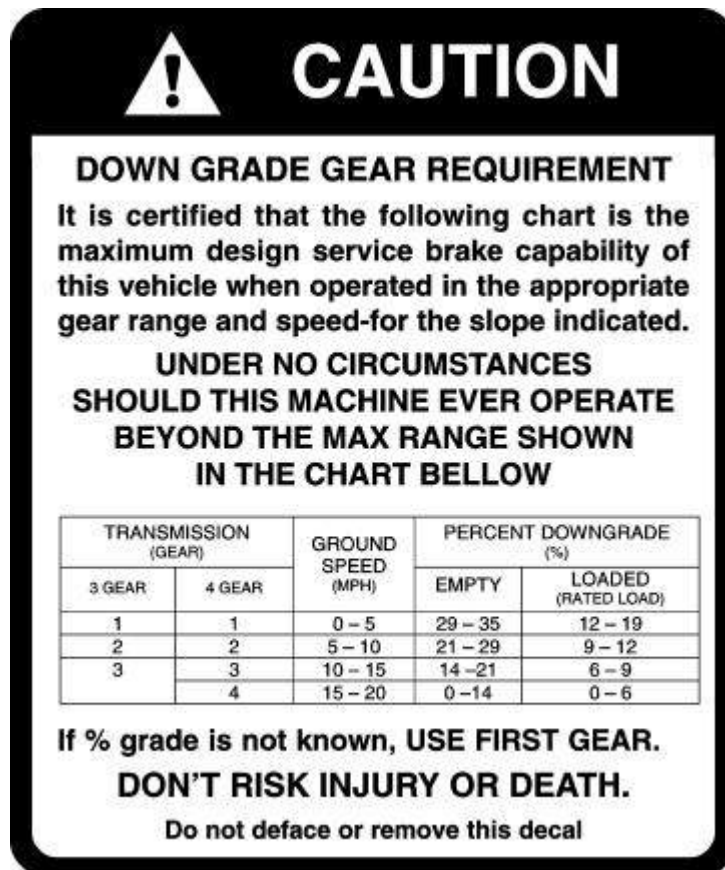 CAUTION
DOWN GRADE GEAR REQUIREMENT
It is certified that the following chart is the
maximum design service brake capability of
this vehicle when operated in the appropriate
gear range and speed-for the slope indicated.
UNDER NO CIRCUMSTANCES
SHOULD THIS MACHINE EVER OPERATE
BEYOND THE MAX RANGE SHOWN
IN THE CHART BELLOW
TRANSMISSION
(GEAR)
GROUND
SPEED
(MPH)
PERCENT DOWNGRADE
(%)
3 GEAR 4 GEAR EMPTY LOADED
(RATED LOAD)
1 1 0 – 5 29 – 35 12 – 19
2 2 5 – 10 21 – 29 9 – 12
3 3 10 – 15 14 –21 6 – 9
4 15 – 20 0 –14 0 – 6
If % grade is not known, USE FIRST GEAR.
DON'T RISK INJURY OR DEATH.
Do not deface or remove this decal